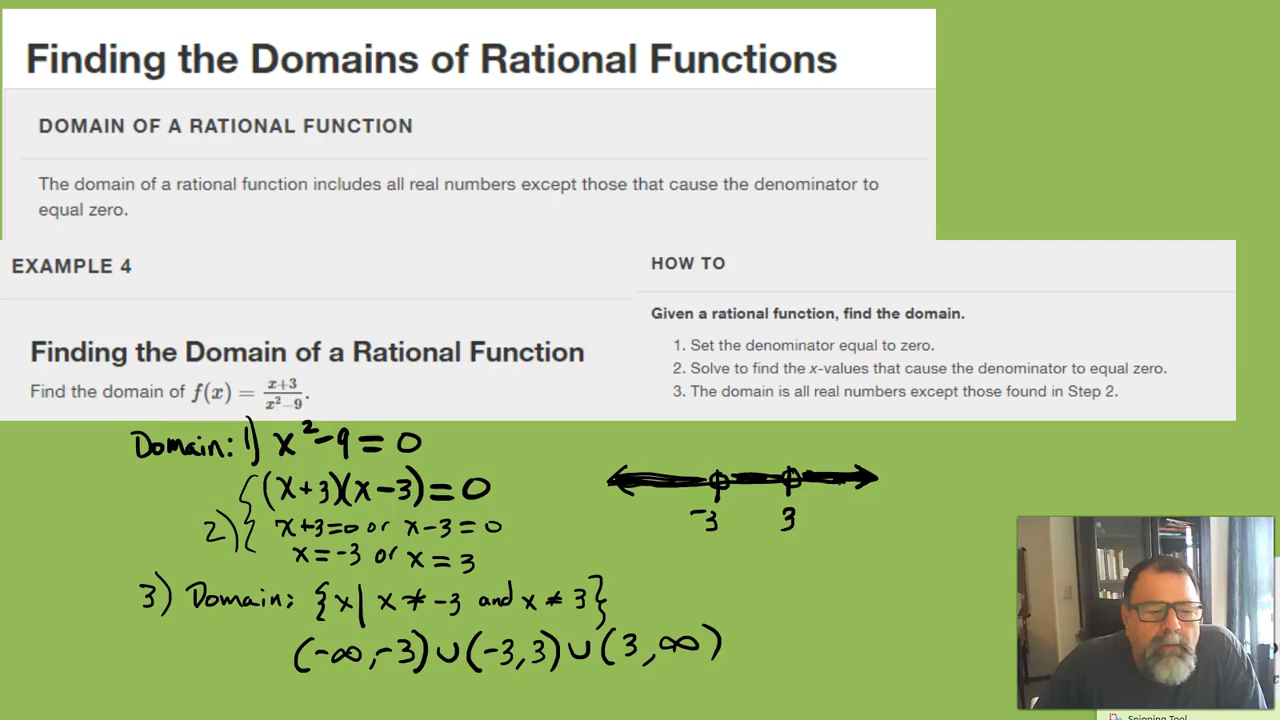 Finding the Domains of Rational Functions
DOMAIN OF A RATIONAL FUNCTION
The domain of a rational function includes all real numbers except those that cause the denominator to
equal zero.
EXAMPLE 4
Finding the Domain of a Rational Function
Find the domain of f(x) = (x+3)/(x²−9).
HOW TO
Given a rational function, find the domain.
1. Set the denominator equal to zero.
2. Solve to find the x-values that cause the denominator to equal zero.
3. The domain is all real numbers except those found in Step 2.
Domain: 1) x²-9=0
(x+3)(x-3)=0
2) x+3=0 or x-3=0
x=-3 or x=3
-3 3
3) Domain: {x| x≠-3 and x≠3}
(-∞,-3)∪(-3,3)∪(3,∞)
Snipping Tool